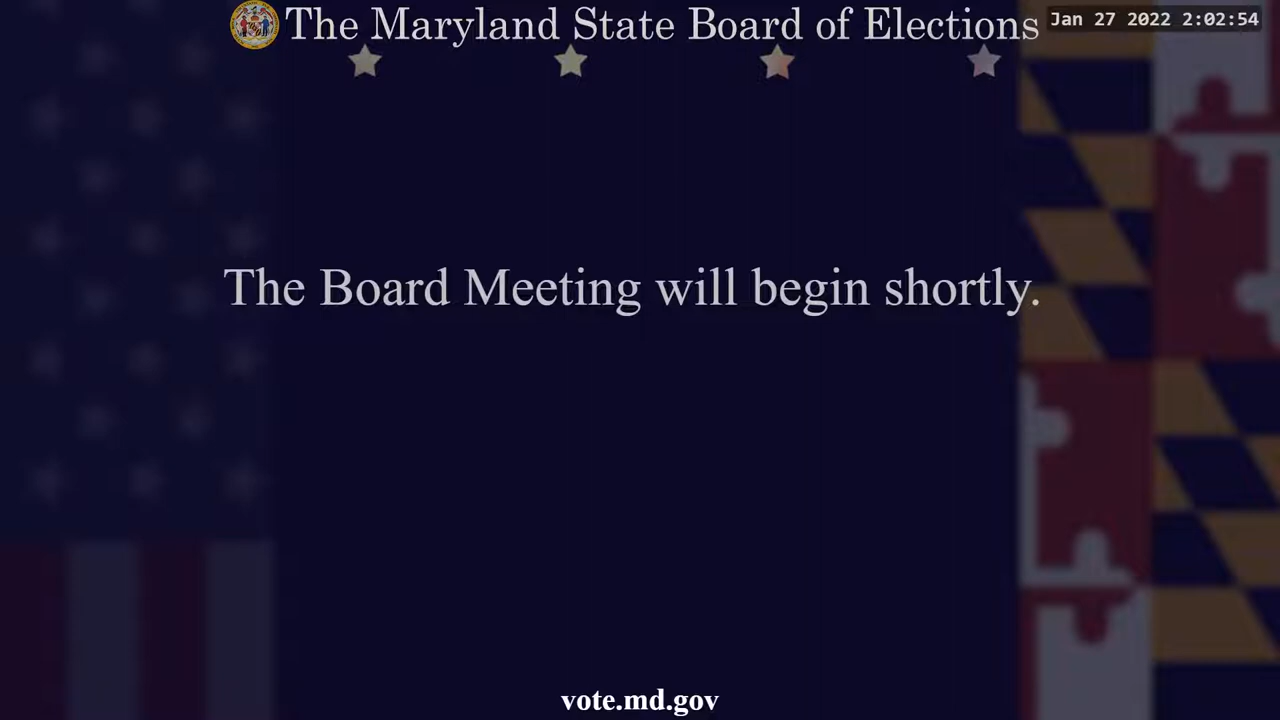 The Maryland State Board of Elections
Jan 27 2022 2:02:54
The Board Meeting will begin shortly.
vote.md.gov